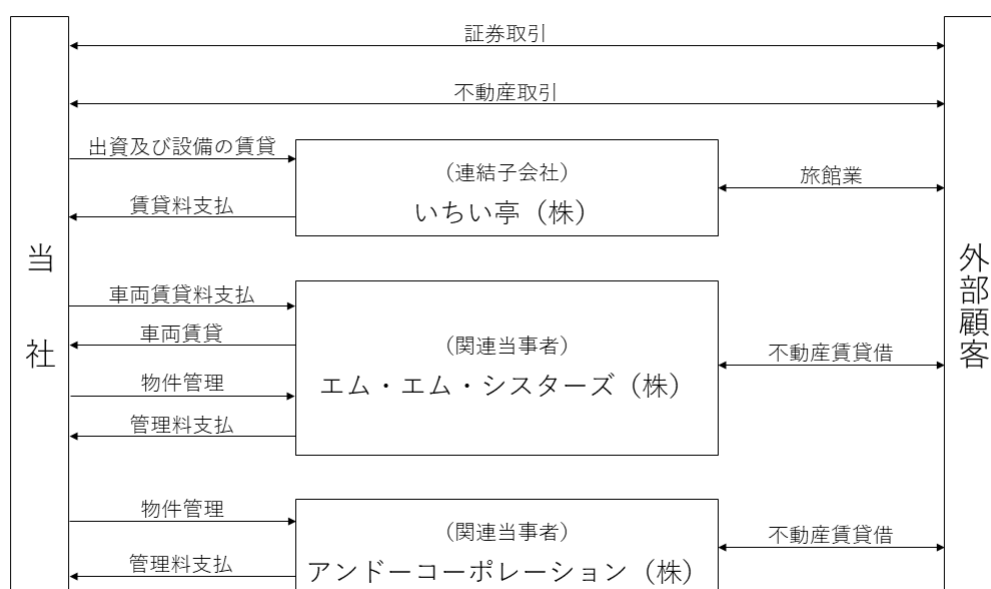 証券取引
不動産取引
出資及び設備の賃貸
(連結子会社)
いちい亭(株)
旅館業
賃貸料支払
当社
外部顧客
車両賃貸料支払
車両賃貸
(関連当事者)
エム・エム・シスターズ(株)
不動産賃貸借
物件管理
管理料支払
物件管理
(関連当事者)
アンドーコーポレーション(株)
不動産賃貸借
管理料支払